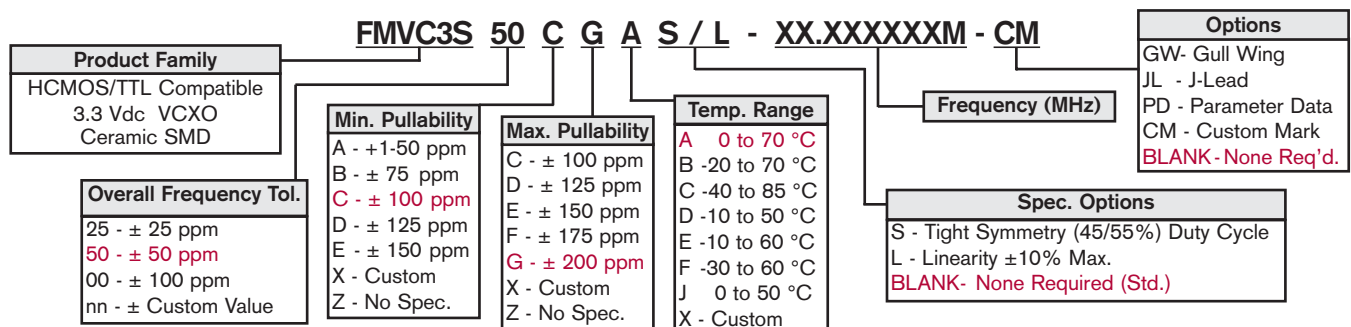 FMVC3S 50 C G A S / L - XX.XXXXXXM - CM
Product Family
HCMOS/TTL Compatible
3.3 Vdc VCXO
Ceramic SMD
Overall Frequency Tol.
25 - ± 25 ppm
50 - ± 50 ppm
00 - ± 100 ppm
nn - ± Custom Value
Min. Pullability
A - +1-50 ppm
B - ± 75 ppm
C - ± 100 ppm
D - ± 125 ppm
E - ± 150 ppm
X - Custom
Z - No Spec.
Max. Pullability
C - ± 100 ppm
D - ± 125 ppm
E - ± 150 ppm
F - ± 175 ppm
G - ± 200 ppm
X - Custom
Z - No Spec.
Temp. Range
A 0 to 70 °C
B -20 to 70 °C
C -40 to 85 °C
D -10 to 50 °C
E -10 to 60 °C
F -30 to 60 °C
J 0 to 50 °C
X - Custom
Frequency (MHz)
Spec. Options
S - Tight Symmetry (45/55%) Duty Cycle
L - Linearity ±10% Max.
BLANK- None Required (Std.)
Options
GW- Gull Wing
JL - J-Lead
PD - Parameter Data
CM - Custom Mark
BLANK - None Req'd.